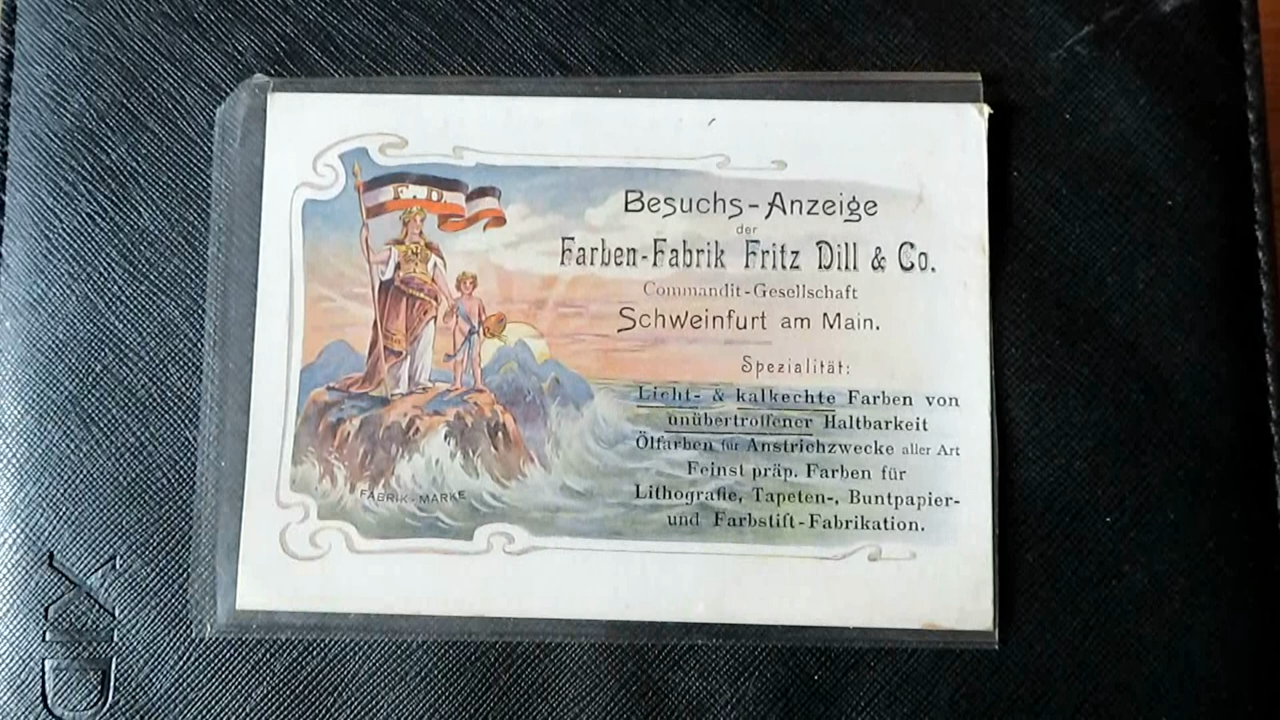 F. D.
Besuchs-Anzeige
der
Farben-Fabrik Fritz Dill & Co.
Commandit-Gesellschaft
Schweinfurt am Main.
Spezialität:
Licht- & kalkechte Farben von
unübertroffener Haltbarkeit
Ölfarben für Anstrichzwecke aller Art
Feinst präp. Farben für
Lithografie, Tapeten-, Buntpapier-
und Farbstift-Fabrikation.
FABRIK-MARKE